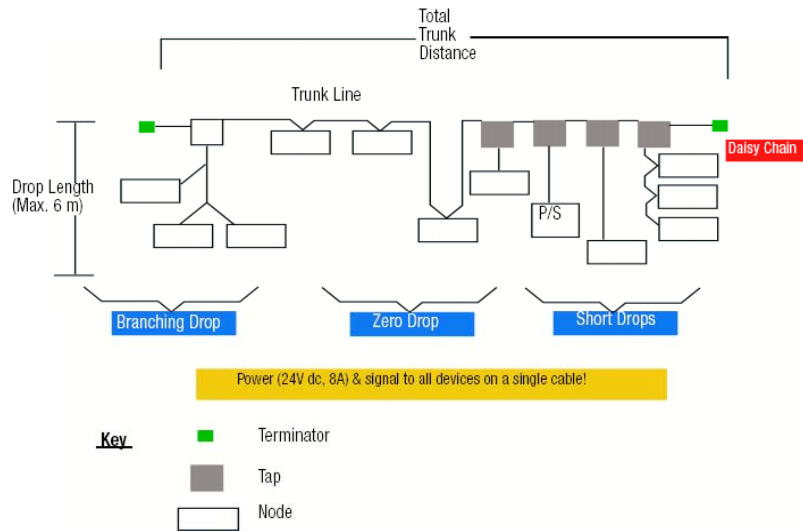 Total
Trunk
Distance
Trunk Line
Daisy Chain
Drop Length
(Max. 6 m)
P/S
Branching Drop
Zero Drop
Short Drops
Power (24V dc, 8A) & signal to all devices on a single cable!
Key
Terminator
Tap
Node